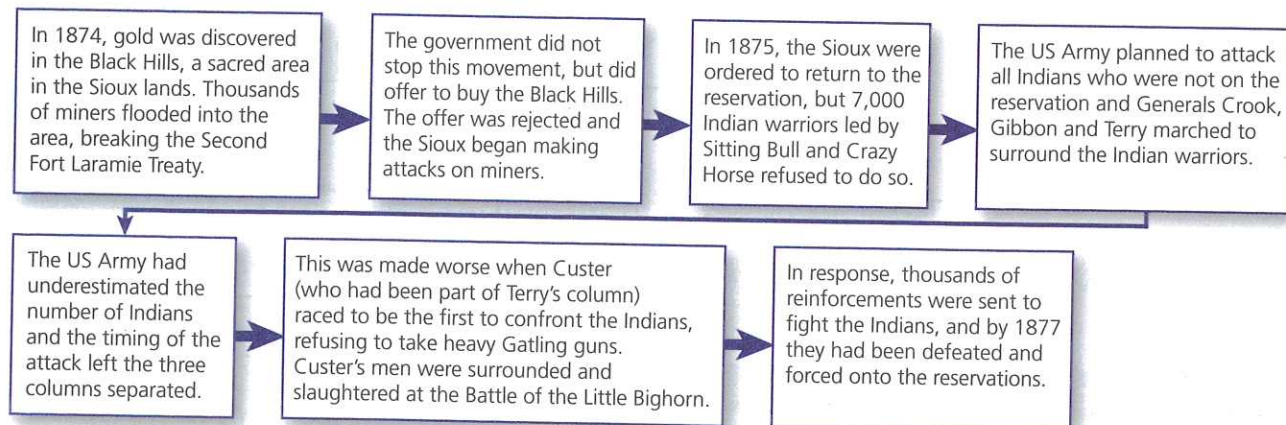 In 1874, gold was discovered
in the Black Hills, a sacred area
in the Sioux lands. Thousands
of miners flooded into the
area, breaking the Second
Fort Laramie Treaty.
The government did not
stop this movement, but did
offer to buy the Black Hills.
The offer was rejected and
the Sioux began making
attacks on miners.
In 1875, the Sioux were
ordered to return to the
reservation, but 7,000
Indian warriors led by
Sitting Bull and Crazy
Horse refused to do so.
The US Army planned to attack
all Indians who were not on the
reservation and Generals Crook,
Gibbon and Terry marched to
surround the Indian warriors.
The US Army had
underestimated the
number of Indians
and the timing of the
attack left the three
columns separated.
This was made worse when Custer
(who had been part of Terry's column)
raced to be the first to confront the Indians,
refusing to take heavy Gatling guns.
Custer's men were surrounded and
slaughtered at the Battle of the Little Bighorn.
In response, thousands of
reinforcements were sent to
fight the Indians, and by 1877
they had been defeated and
forced onto the reservations.